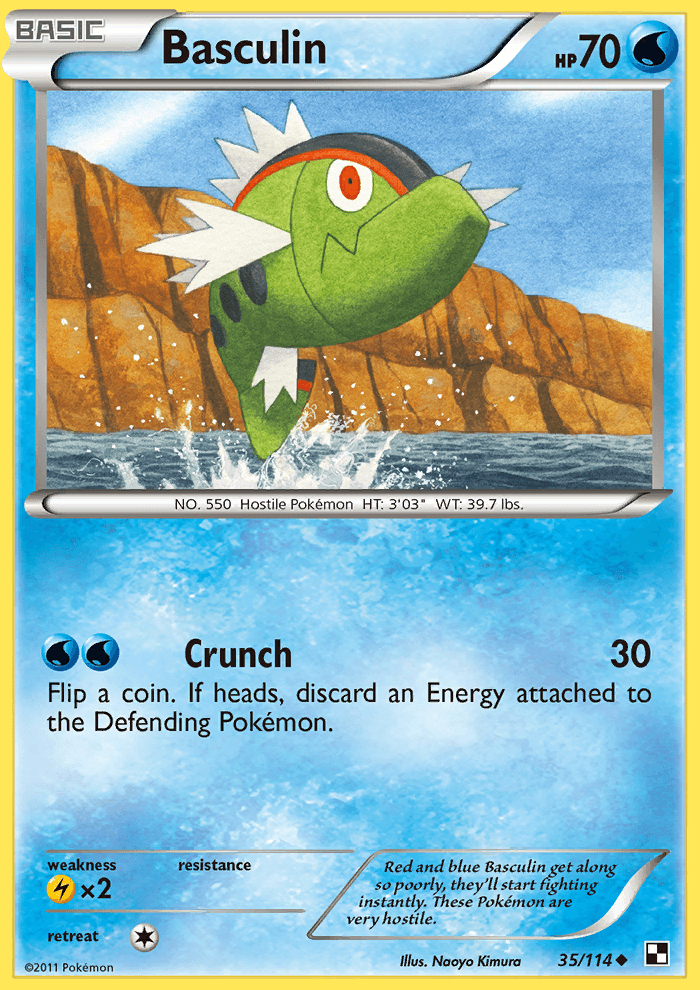 BASIC
Basculin
HP70
NO. 550 Hostile Pokémon HT: 3'03" WT: 39.7 lbs.
Crunch 30
Flip a coin. If heads, discard an Energy attached to
the Defending Pokémon.
weakness resistance
×2
retreat
Red and blue Basculin get along
so poorly, they'll start fighting
instantly. These Pokémon are
very hostile.
©2011 Pokémon
Illus. Naoyo Kimura 35/114